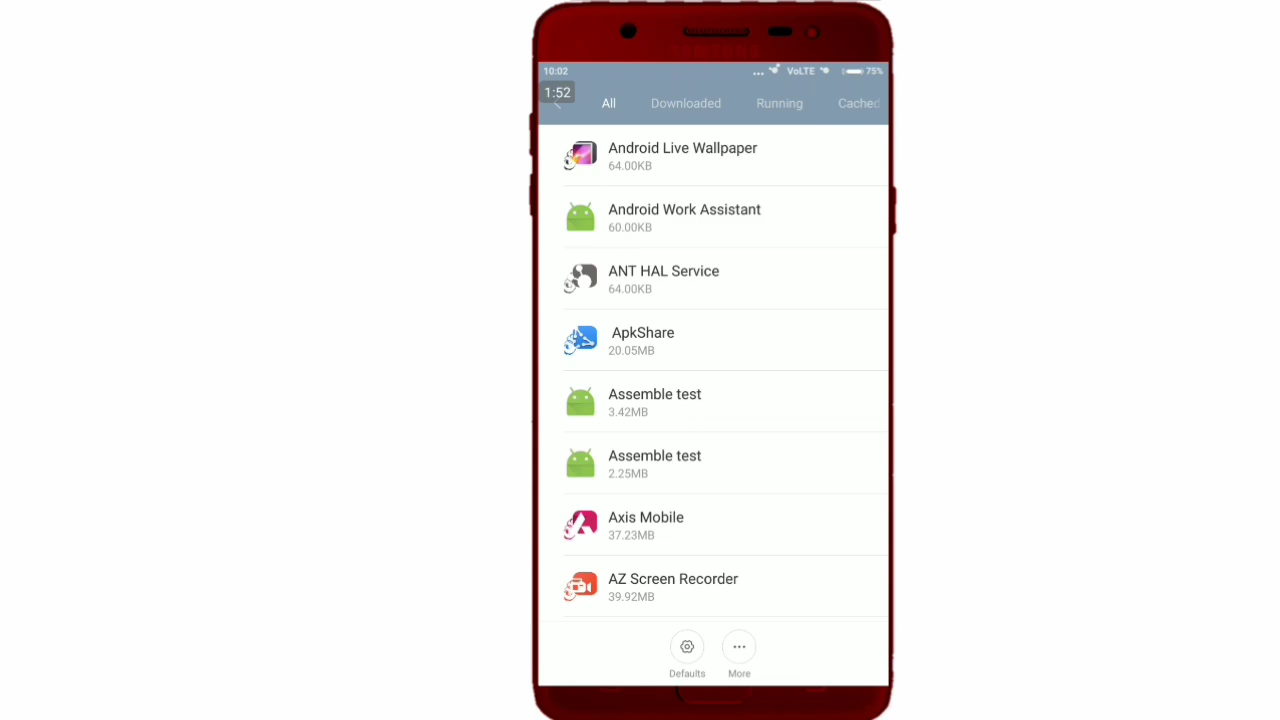 SAMSUNG
10:02
VoLTE
75%
1:52
All
Downloaded
Running
Cached
Android Live Wallpaper
64.00KB
Android Work Assistant
60.00KB
ANT HAL Service
64.00KB
ApkShare
20.05MB
Assemble test
3.42MB
Assemble test
2.25MB
Axis Mobile
37.23MB
AZ Screen Recorder
39.92MB
Defaults
More